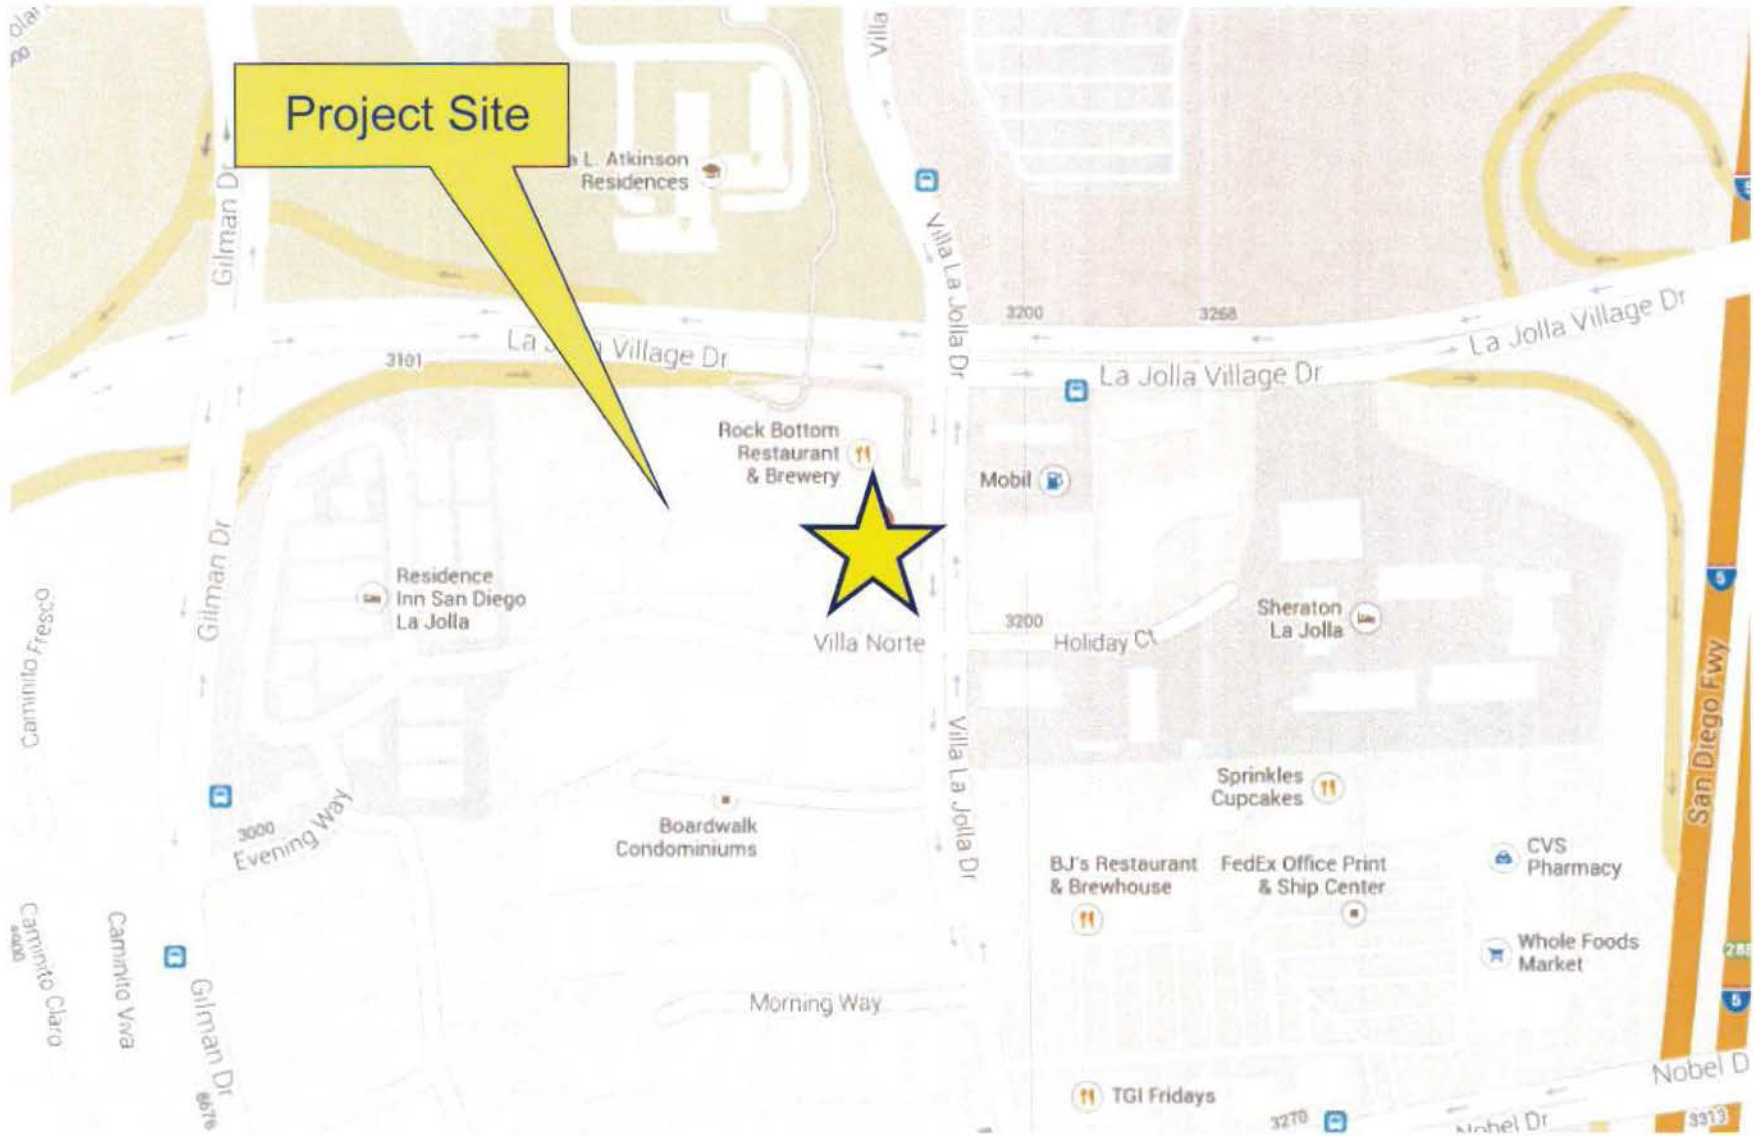 Project Site
Villa
L. Atkinson
Residences
Gilman Dr
Villa La Jolla Dr
3200
3268
La Jolla Village Dr
3101
Village Dr
La Jolla Village Dr
Rock Bottom
Restaurant
& Brewery
Mobil
5
Gilman Dr
Residence
Inn San Diego
La Jolla
Caminito Fresco
Villa Norte
3200
Holiday Ct
Sheraton
La Jolla
San Diego Fwy
Villa La Jolla Dr
Sprinkles
Cupcakes
3000
Evening Way
Boardwalk
Condominiums
BJ's Restaurant
& Brewhouse
FedEx Office Print
& Ship Center
CVS
Pharmacy
Caminito Claro
Caminito Viva
Whole Foods
Market
Gilman Dr
Morning Way
5
TGI Fridays
Nobel D
3270
Nobel Dr
3313